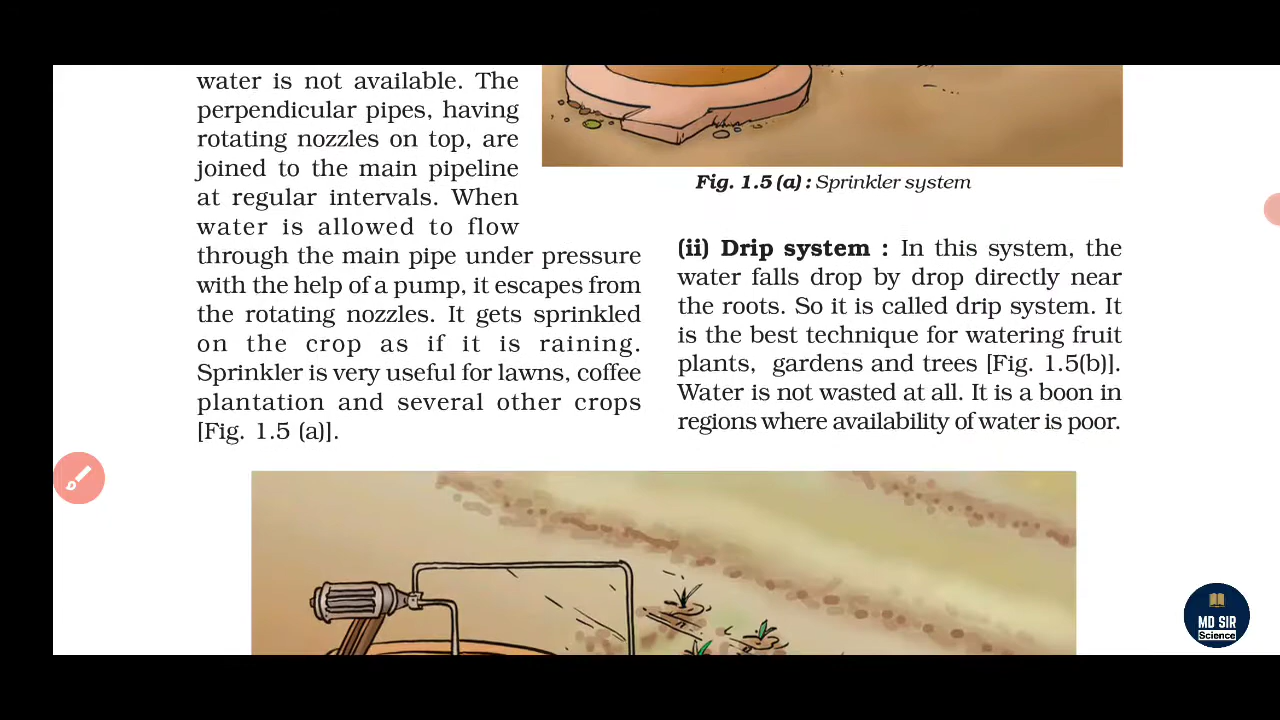 water is not available. The
perpendicular pipes, having
rotating nozzles on top, are
joined to the main pipeline
at regular intervals. When
water is allowed to flow
through the main pipe under pressure
with the help of a pump, it escapes from
the rotating nozzles. It gets sprinkled
on the crop as if it is raining.
Sprinkler is very useful for lawns, coffee
plantation and several other crops
[Fig. 1.5 (a)].
Fig. 1.5 (a) : Sprinkler system
(ii) Drip system : In this system, the
water falls drop by drop directly near
the roots. So it is called drip system. It
is the best technique for watering fruit
plants, gardens and trees [Fig. 1.5(b)].
Water is not wasted at all. It is a boon in
regions where availability of water is poor.
D
MD SIR
Science